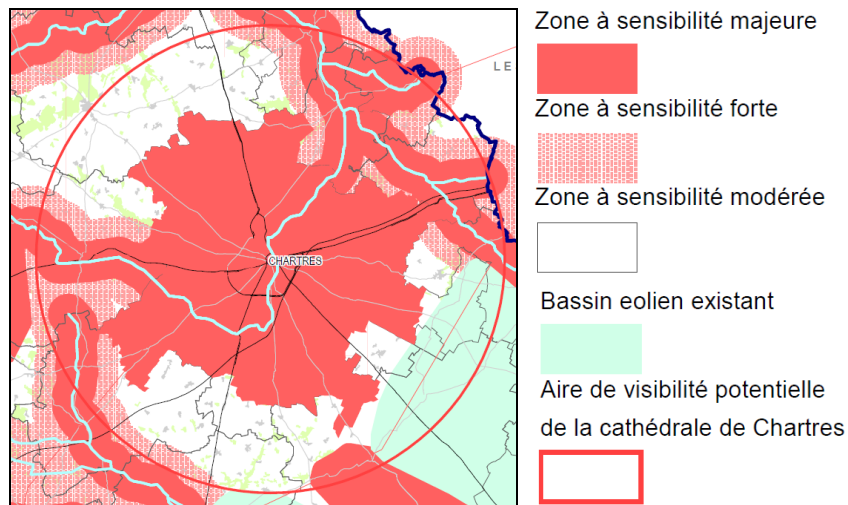 Zone à sensibilité majeure
Zone à sensibilité forte
Zone à sensibilité modérée
Bassin eolien existant
Aire de visibilité potentielle
de la cathédrale de Chartres
LE
CHARTRES